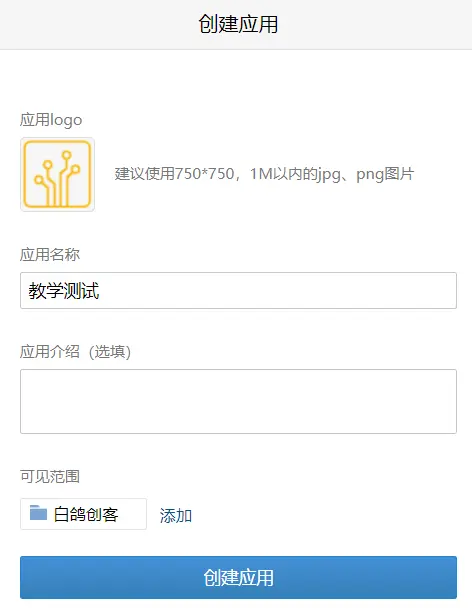 创建应用
应用logo
建议使用750*750，1M以内的jpg、png图片
应用名称
教学测试
应用介绍（选填）
可见范围
白鸽创客 添加
创建应用